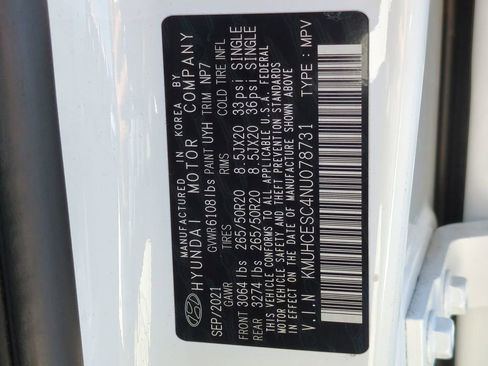 MANUFACTURED IN KOREA BY
HYUNDAI MOTOR COMPANY
SEP/2021 GVWR 6108lbs PAINT UYH TRIM NP7
GAWR TIRES RIMS COLD TIRE INFL
FRONT 3064 lbs 265/50R20 8.5JX20 33psi SINGLE
REAR 3274 lbs 265/50R20 8.5JX20 36psi SINGLE
THIS VEHICLE CONFORMS TO ALL APPLICABLE U.S.A. FEDERAL
MOTOR VEHICLE SAFETY AND THEFT PREVENTION STANDARDS
IN EFFECT ON THE DATE OF MANUFACTURE SHOWN ABOVE
V.I.N : KMUHCESC4NU078731 TYPE : MPV